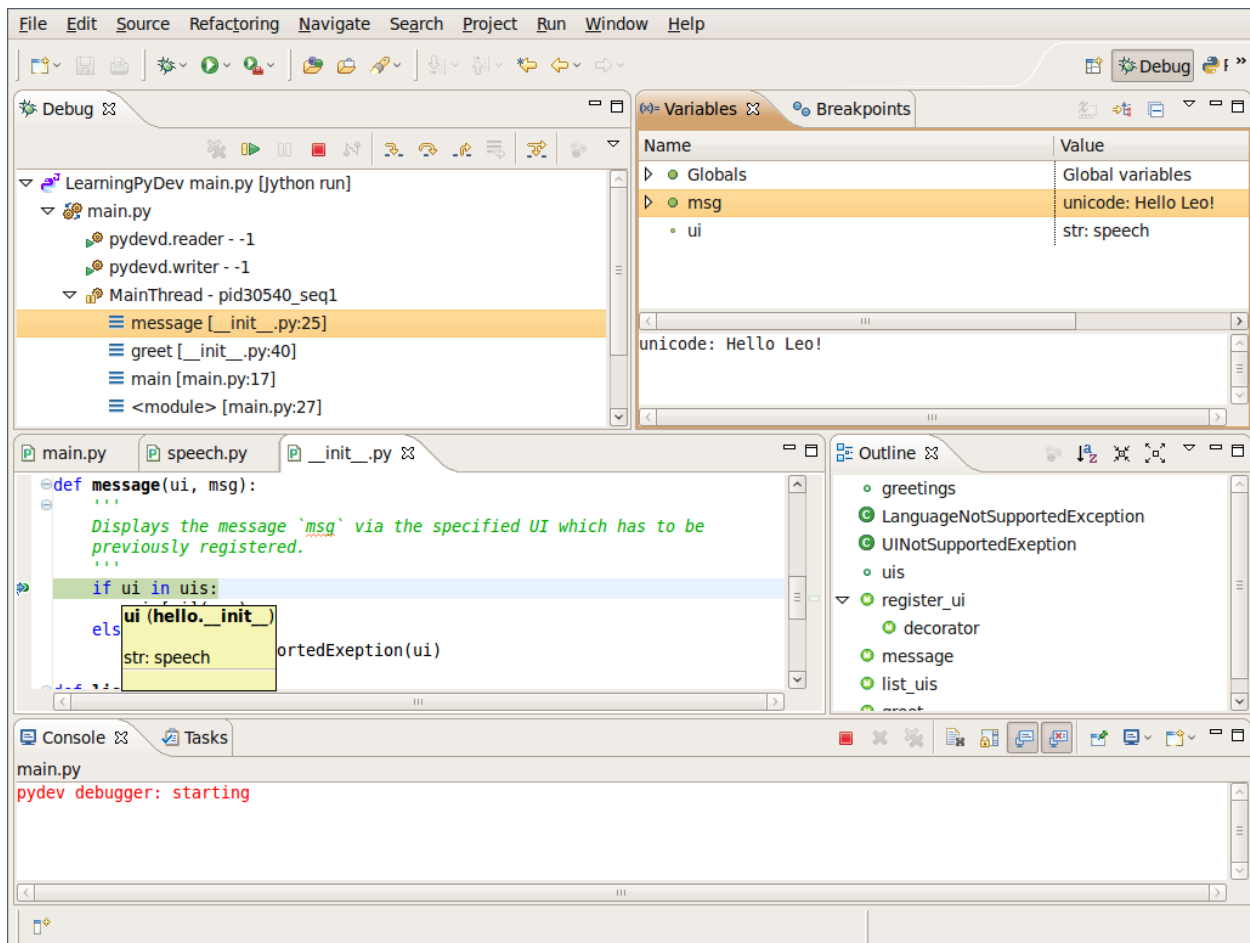 File Edit Source Refactoring Navigate Search Project Run Window Help
Debug
Debug
Variables Breakpoints
Name Value
LearningPyDev main.py [Jython run]
main.py
pydevd.reader - -1
pydevd.writer - -1
MainThread - pid30540_seq1
message [__init__.py:25]
greet [__init__.py:40]
main [main.py:17]
<module> [main.py:27]
Globals Global variables
msg unicode: Hello Leo!
ui str: speech
unicode: Hello Leo!
main.py speech.py __init__.py
def message(ui, msg):
'''
Displays the message `msg` via the specified UI which has to be
previously registered.
'''
if ui in uis:
ui (hello.__init__)
els
str: speech
ortedExeption(ui)
Outline
greetings
LanguageNotSupportedException
UINotSupportedExeption
uis
register_ui
decorator
message
list_uis
greet
Console Tasks
main.py
pydev debugger: starting